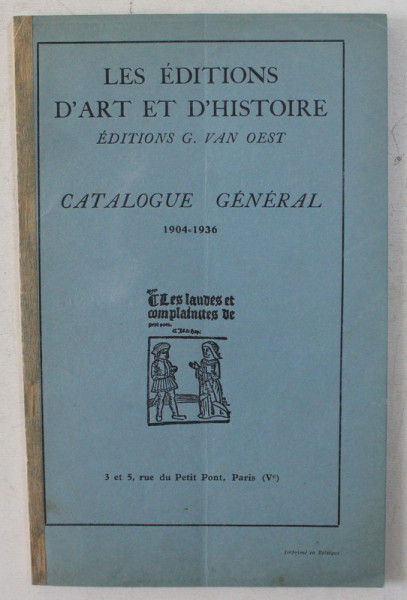 LES ÉDITIONS
D'ART ET D'HISTOIRE
ÉDITIONS G. VAN OEST
CATALOGUE GÉNÉRAL
1904-1936
Les laudes et
complainctes de
3 et 5, rue du Petit Pont, Paris (Ve)